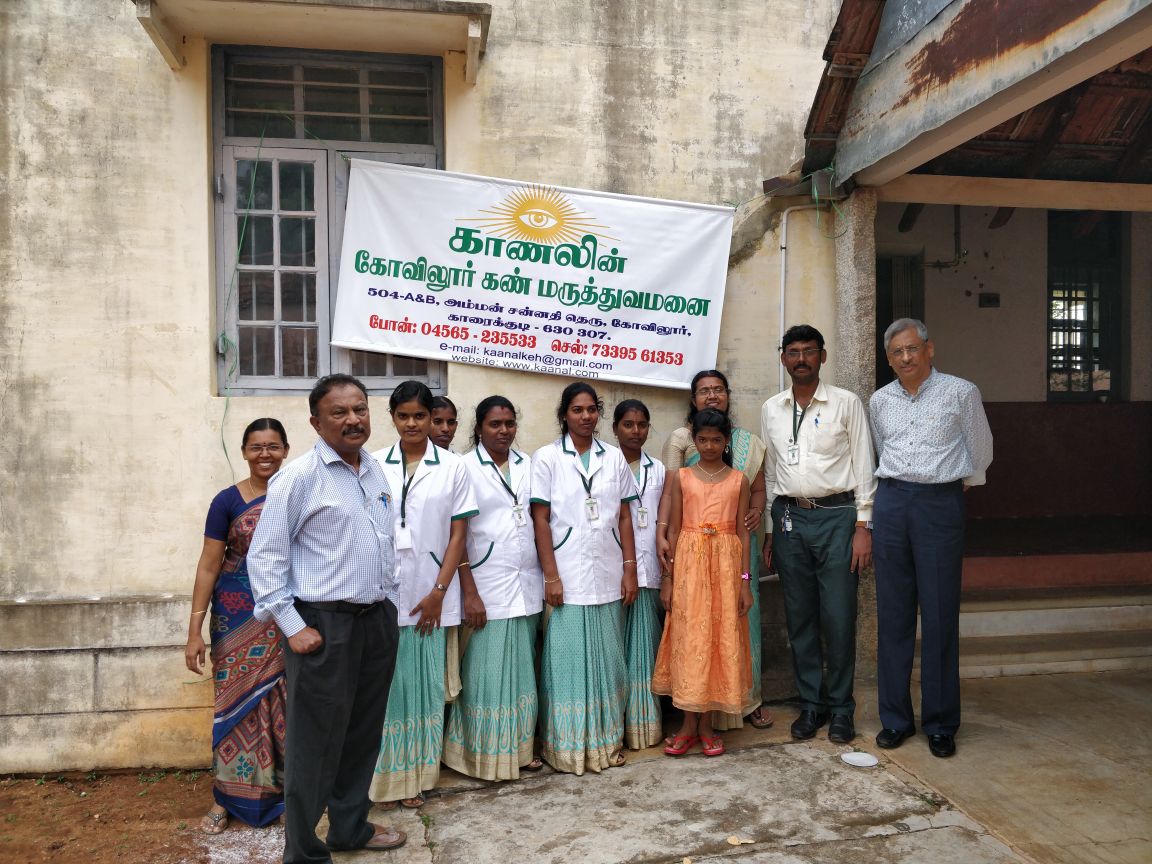 காணலின்
கோவிலூர் கண் மருத்துவமனை
504-A&B, அம்மன் சன்னதி தெரு, கோவிலூர்,
காரைக்குடி - 630 307.
போன்: 04565 - 235533 செல்: 73395 61353
e-mail: kaanalkeh@gmail.com
website: www.kaanal.com